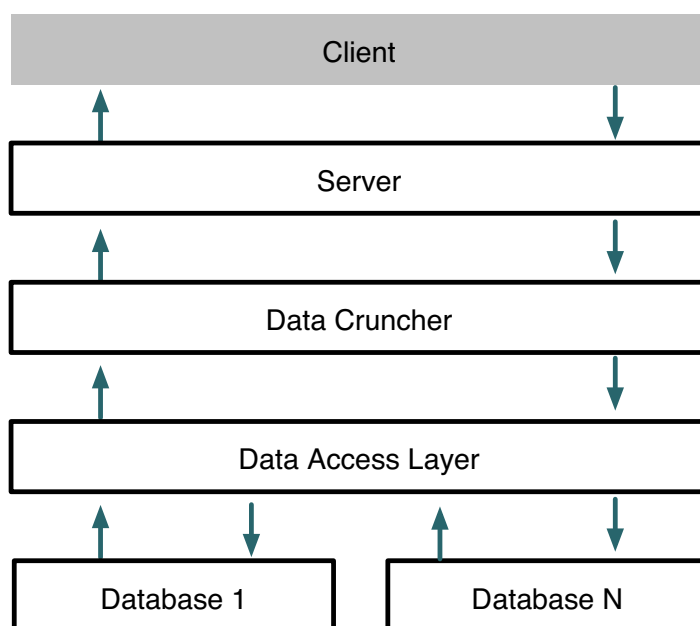 Client
Server
Data Cruncher
Data Access Layer
Database 1
Database N